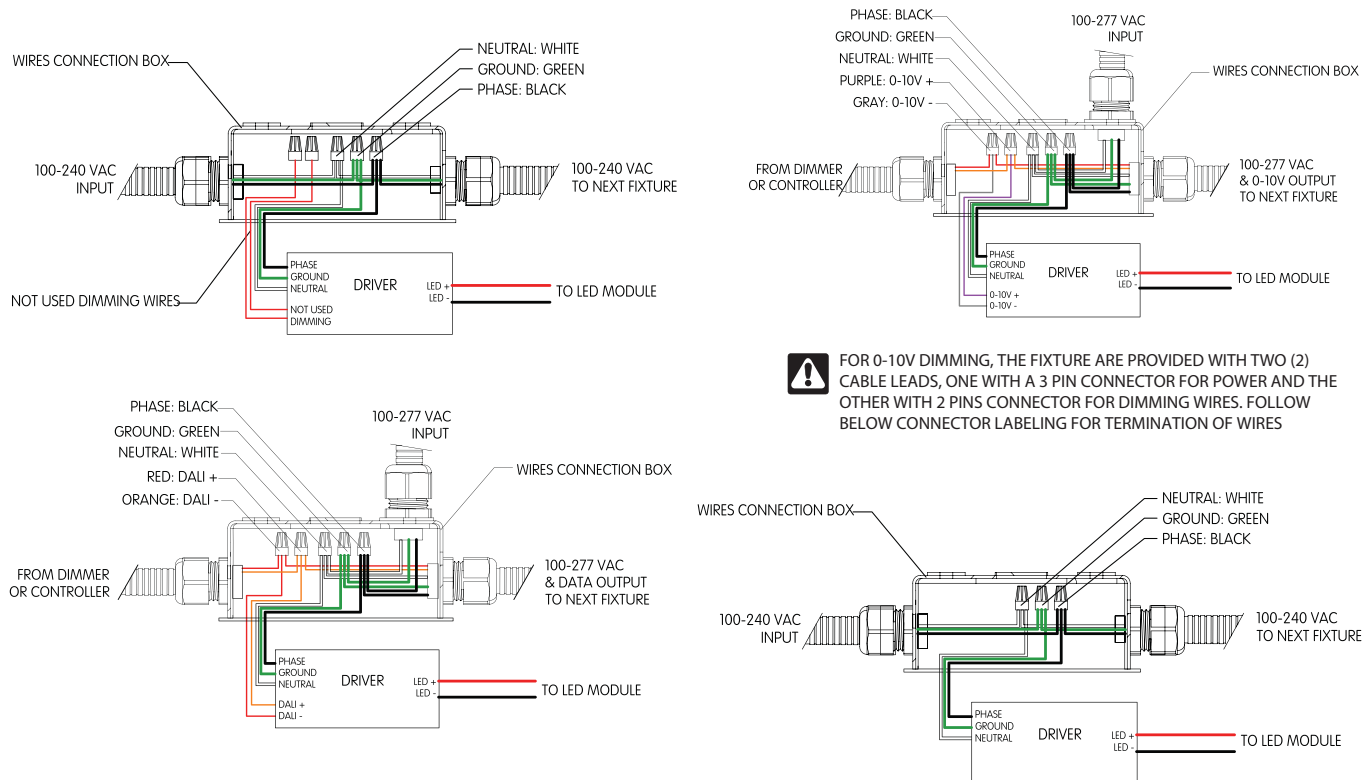 NEUTRAL: WHITE
GROUND: GREEN
PHASE: BLACK
WIRES CONNECTION BOX
100-240 VAC
INPUT
100-240 VAC
TO NEXT FIXTURE
PHASE
GROUND
NEUTRAL
DRIVER
LED +
LED -
TO LED MODULE
NOT USED
DIMMING
NOT USED DIMMING WIRES
PHASE: BLACK
GROUND: GREEN
NEUTRAL: WHITE
PURPLE: 0-10V +
GRAY: 0-10V -
100-277 VAC
INPUT
WIRES CONNECTION BOX
FROM DIMMER
OR CONTROLLER
100-277 VAC
& 0-10V OUTPUT
TO NEXT FIXTURE
PHASE
GROUND
NEUTRAL
DRIVER
LED +
LED -
TO LED MODULE
0-10V +
0-10V -
FOR 0-10V DIMMING, THE FIXTURE ARE PROVIDED WITH TWO (2)
CABLE LEADS, ONE WITH A 3 PIN CONNECTOR FOR POWER AND THE
OTHER WITH 2 PINS CONNECTOR FOR DIMMING WIRES. FOLLOW
BELOW CONNECTOR LABELING FOR TERMINATION OF WIRES
PHASE: BLACK
GROUND: GREEN
NEUTRAL: WHITE
RED: DALI +
ORANGE: DALI -
100-277 VAC
INPUT
WIRES CONNECTION BOX
FROM DIMMER
OR CONTROLLER
100-277 VAC
& DATA OUTPUT
TO NEXT FIXTURE
PHASE
GROUND
NEUTRAL
DRIVER
LED +
LED -
TO LED MODULE
DALI +
DALI -
NEUTRAL: WHITE
GROUND: GREEN
PHASE: BLACK
WIRES CONNECTION BOX
100-240 VAC
INPUT
100-240 VAC
TO NEXT FIXTURE
PHASE
GROUND
NEUTRAL
DRIVER
LED +
LED -
TO LED MODULE